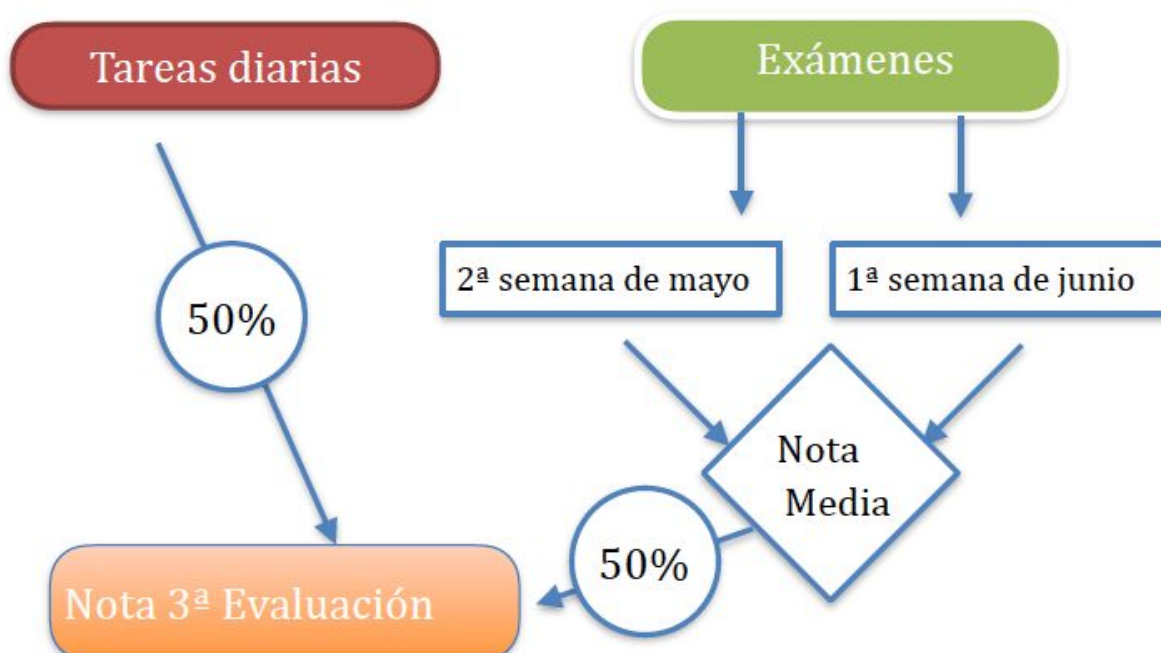 Tareas diarias
Exámenes
2ª semana de mayo
1ª semana de junio
50%
Nota
Media
50%
Nota 3ª Evaluación